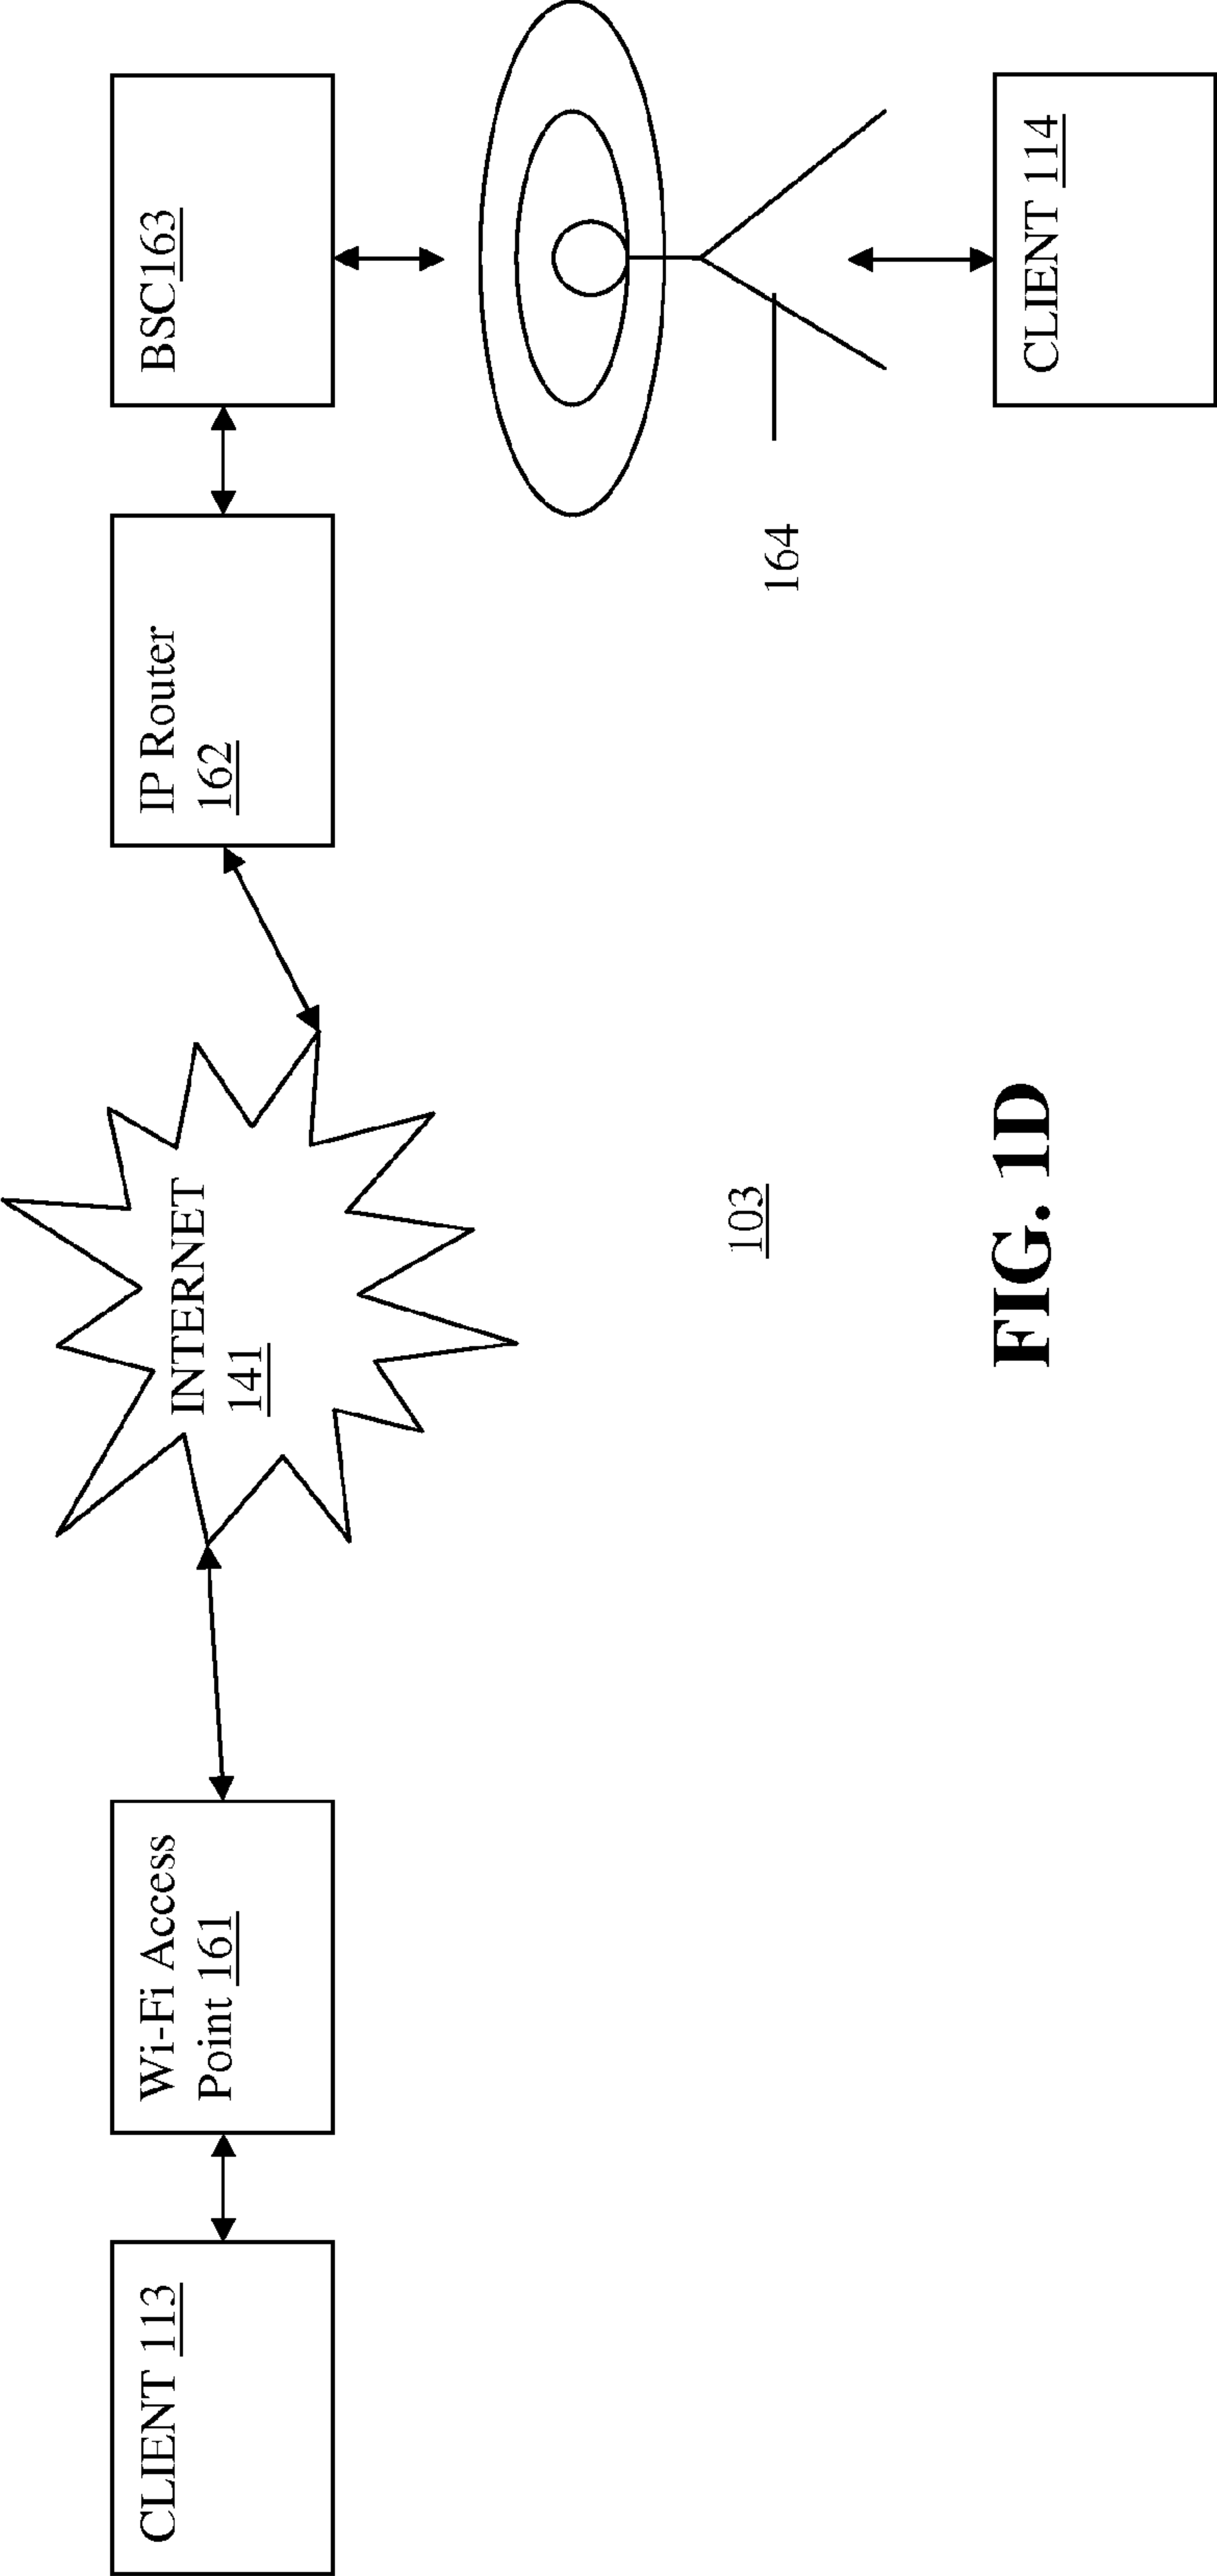 CLIENT 113
Wi-Fi Access
Point 161
INTERNET
141
IP Router
162
BSC163
164
CLIENT 114
103
FIG. 1D